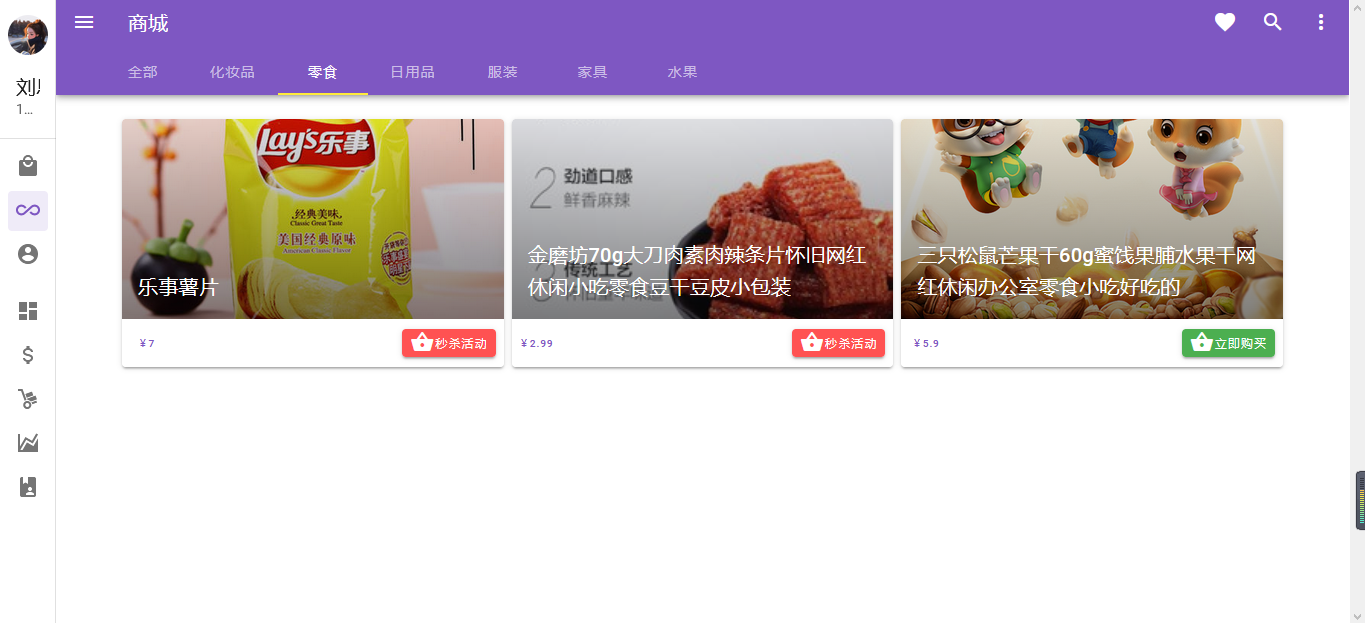 商城
全部
化妆品
零食
日用品
服装
家具
水果
1...
Lay's乐事
经典美味
Classic Great Taste
美国经典原味
American Classic Flavor
乐事薯片
¥ 7
秒杀活动
2 劲道口感
鲜香麻辣
传统工艺
金磨坊70g大刀肉素肉辣条片怀旧网红
休闲小吃零食豆干豆皮小包装
¥ 2.99
秒杀活动
三只松鼠芒果干60g蜜饯果脯水果干网
红休闲办公室零食小吃好吃的
¥ 5.9
立即购买